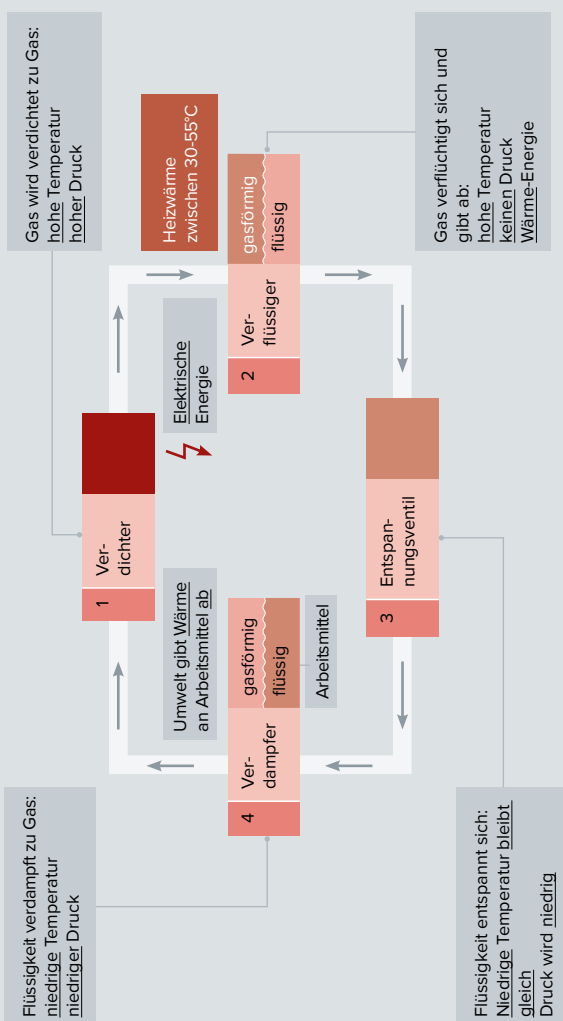 Flüssigkeit verdampft zu Gas:
niedrige Temperatur
niedriger Druck
Gas wird verdichtet zu Gas:
hohe Temperatur
hoher Druck
1
Ver-
dichter
Umwelt gibt Wärme
an Arbeitsmittel ab
Elektrische
Energie
Heizwärme
zwischen 30-55°C
4
Ver-
dampfer
gasförmig
flüssig
Arbeitsmittel
2
Ver-
flüssiger
gasförmig
flüssig
3
Entspan-
nungsventil
Flüssigkeit entspannt sich:
Niedrige Temperatur bleibt
gleich
Druck wird niedrig
Gas verflüchtigt sich und
gibt ab:
hohe Temperatur
keinen Druck
Wärme-Energie